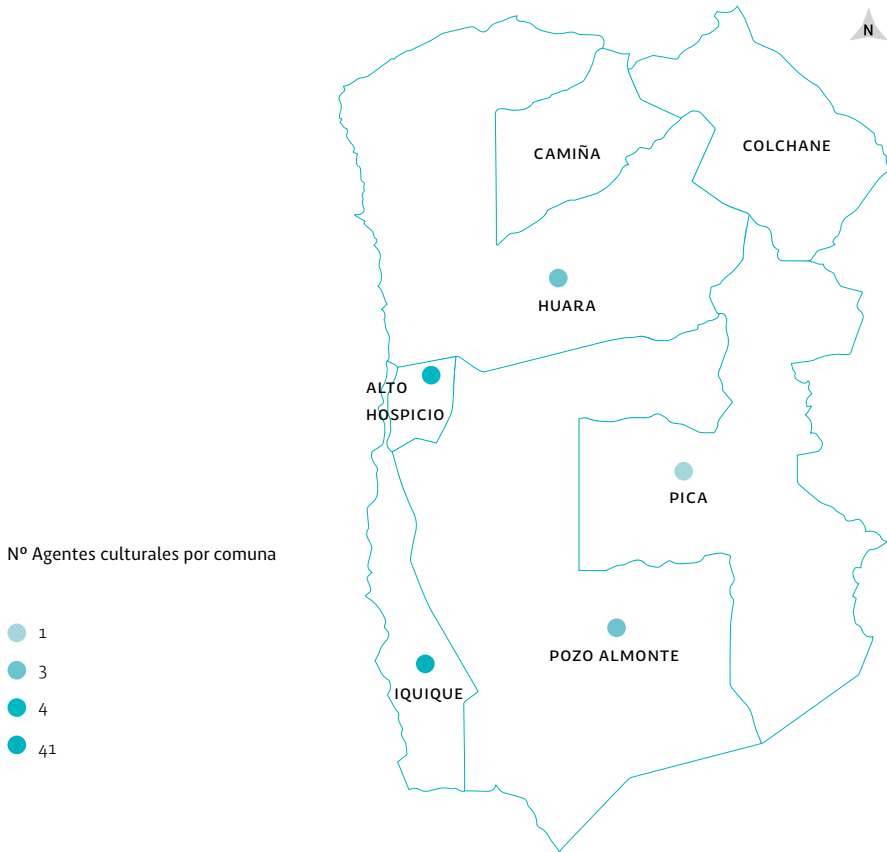 N
CAMIÑA
COLCHANE
HUARA
ALTO
HOSPICIO
PICA
Nº Agentes culturales por comuna
1
3
4
41
POZO ALMONTE
IQUIQUE